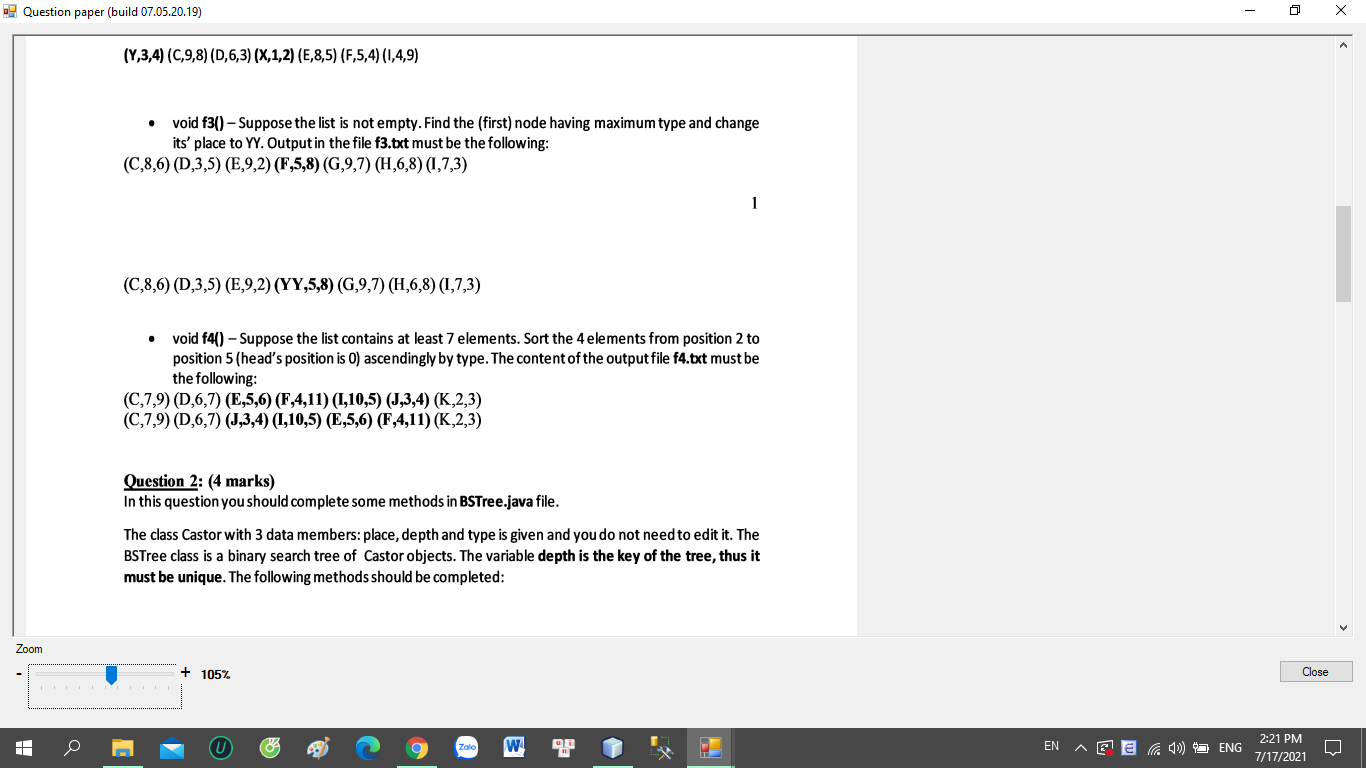 Question paper (build 07.05.20.19)
(Y,3,4) (C,9,8) (D,6,3) (X,1,2) (E,8,5) (F,5,4) (I,4,9)
• void f3() – Suppose the list is not empty. Find the (first) node having maximum type and change
its’ place to YY. Output in the file f3.txt must be the following:
(C,8,6) (D,3,5) (E,9,2) (F,5,8) (G,9,7) (H,6,8) (I,7,3)
1
(C,8,6) (D,3,5) (E,9,2) (YY,5,8) (G,9,7) (H,6,8) (I,7,3)
• void f4() – Suppose the list contains at least 7 elements. Sort the 4 elements from position 2 to
position 5 (head’s position is 0) ascendingly by type. The content of the output file f4.txt must be
the following:
(C,7,9) (D,6,7) (E,5,6) (F,4,11) (I,10,5) (J,3,4) (K,2,3)
(C,7,9) (D,6,7) (J,3,4) (I,10,5) (E,5,6) (F,4,11) (K,2,3)
Question 2: (4 marks)
In this question you should complete some methods in BSTree.java file.
The class Castor with 3 data members: place, depth and type is given and you do not need to edit it. The
BSTree class is a binary search tree of Castor objects. The variable depth is the key of the tree, thus it
must be unique. The following methods should be completed:
Zoom
- + 105%
Close
Zalo
EN
ENG
2:21 PM
7/17/2021